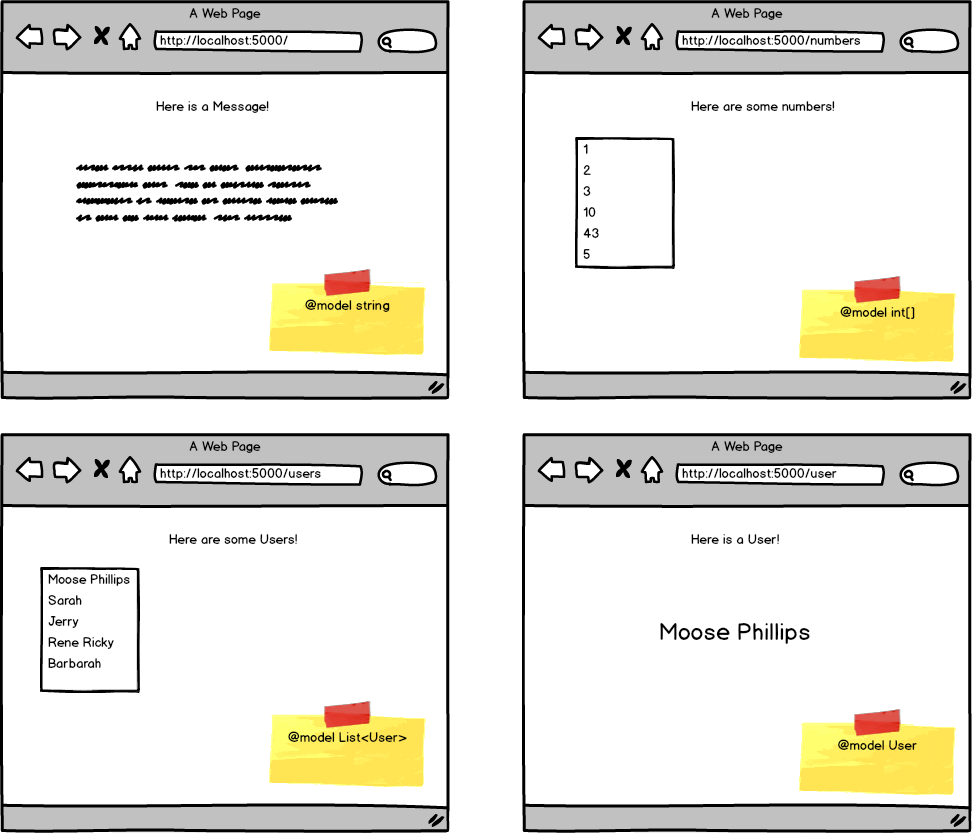 A Web Page
http://localhost:5000/
Here is a Message!
@model string
A Web Page
http://localhost:5000/numbers
Here are some numbers!
1
2
3
10
43
5
@model int[]
A Web Page
http://localhost:5000/users
Here are some Users!
Moose Phillips
Sarah
Jerry
Rene Ricky
Barbarah
@model List<User>
A Web Page
http://localhost:5000/user
Here is a User!
Moose Phillips
@model User